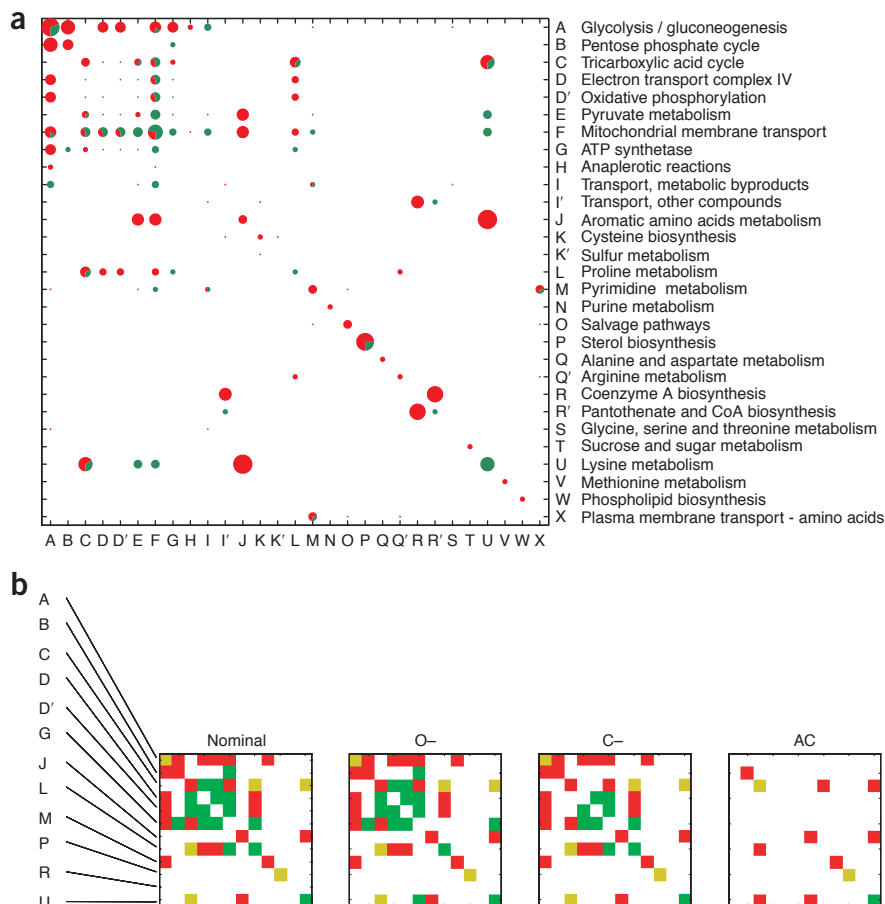 a
A Glycolysis / gluconeogenesis
B Pentose phosphate cycle
C Tricarboxylic acid cycle
D Electron transport complex IV
D′ Oxidative phosphorylation
E Pyruvate metabolism
F Mitochondrial membrane transport
G ATP synthetase
H Anaplerotic reactions
I Transport, metabolic byproducts
I′ Transport, other compounds
J Aromatic amino acids metabolism
K Cysteine biosynthesis
K′ Sulfur metabolism
L Proline metabolism
M Pyrimidine metabolism
N Purine metabolism
O Salvage pathways
P Sterol biosynthesis
Q Alanine and aspartate metabolism
Q′ Arginine metabolism
R Coenzyme A biosynthesis
R′ Pantothenate and CoA biosynthesis
S Glycine, serine and threonine metabolism
T Sucrose and sugar metabolism
U Lysine metabolism
V Methionine metabolism
W Phospholipid biosynthesis
X Plasma membrane transport - amino acids
A B C D D′ E F G H I I′ J K K′ L M N O P Q Q′ R R′ S T U V W X
b
A
B
C
D
D′
G
J
L
M
P
R
U
Nominal O– C– AC